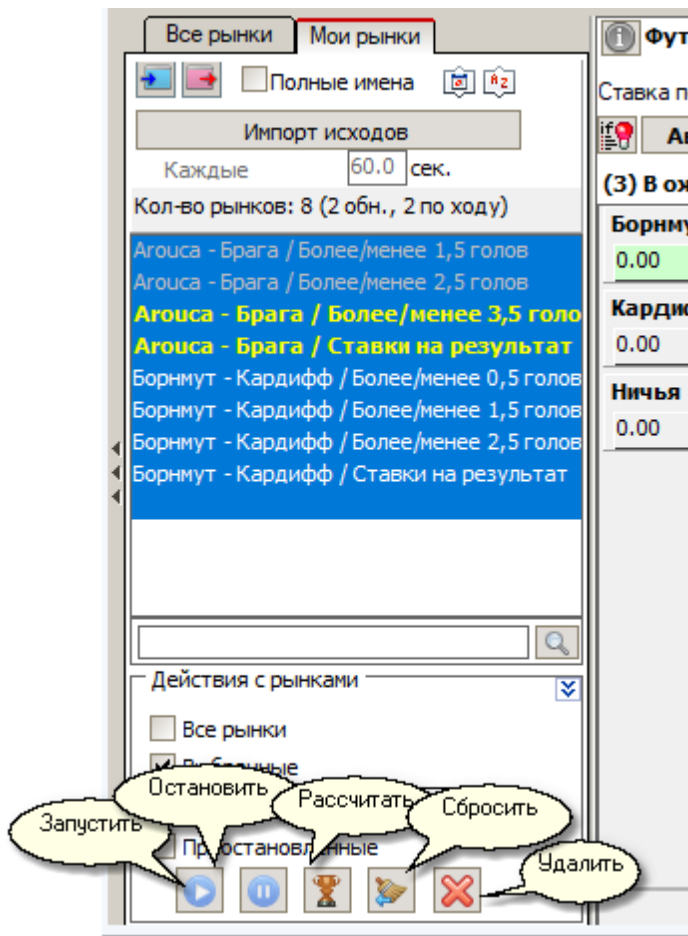 Все рынки Мои рынки
Фут
Полные имена
Ставка п
Импорт исходов
Ав
Каждые 60.0 сек.
(3) В ож
Кол-во рынков: 8 (2 обн., 2 по ходу)
Борнму
0.00
Arouca - Брага / Более/менее 1,5 голов
Arouca - Брага / Более/менее 2,5 голов
Arouca - Брага / Более/менее 3,5 голо
Кардиф
Arouca - Брага / Ставки на результат
0.00
Борнмут - Кардифф / Более/менее 0,5 голов
Ничья
Борнмут - Кардифф / Более/менее 1,5 голов
0.00
Борнмут - Кардифф / Более/менее 2,5 голов
Борнмут - Кардифф / Ставки на результат
Действия с рынками
Все рынки
Остановить
Рассчитать
Сбросить
Запустить
Удалить